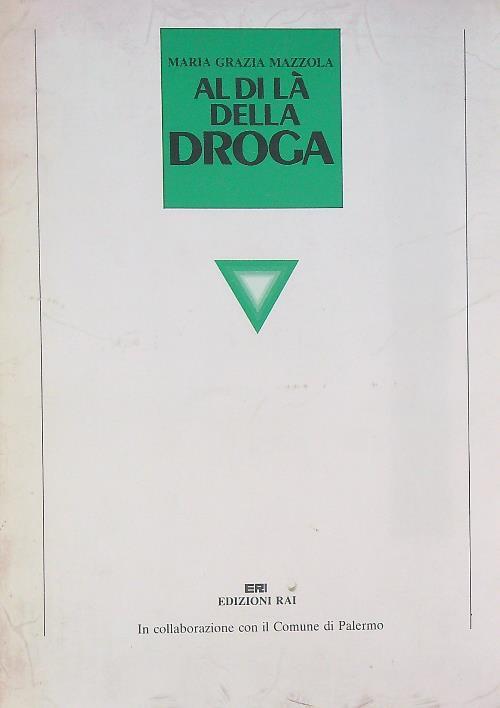 MARIA GRAZIA MAZZOLA
AL DI LÀ
DELLA
DROGA
ERI
EDIZIONI RAI
In collaborazione con il Comune di Palermo